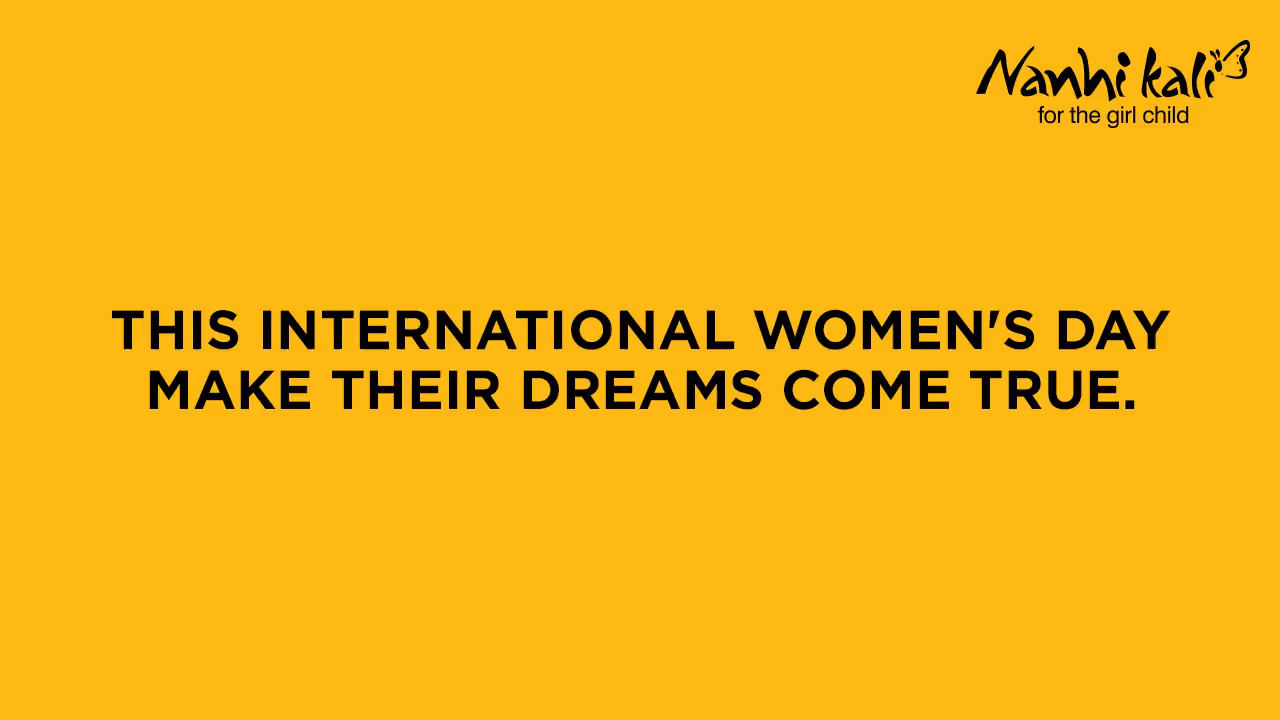 Nanhi kali
for the girl child
THIS INTERNATIONAL WOMEN'S DAY
MAKE THEIR DREAMS COME TRUE.